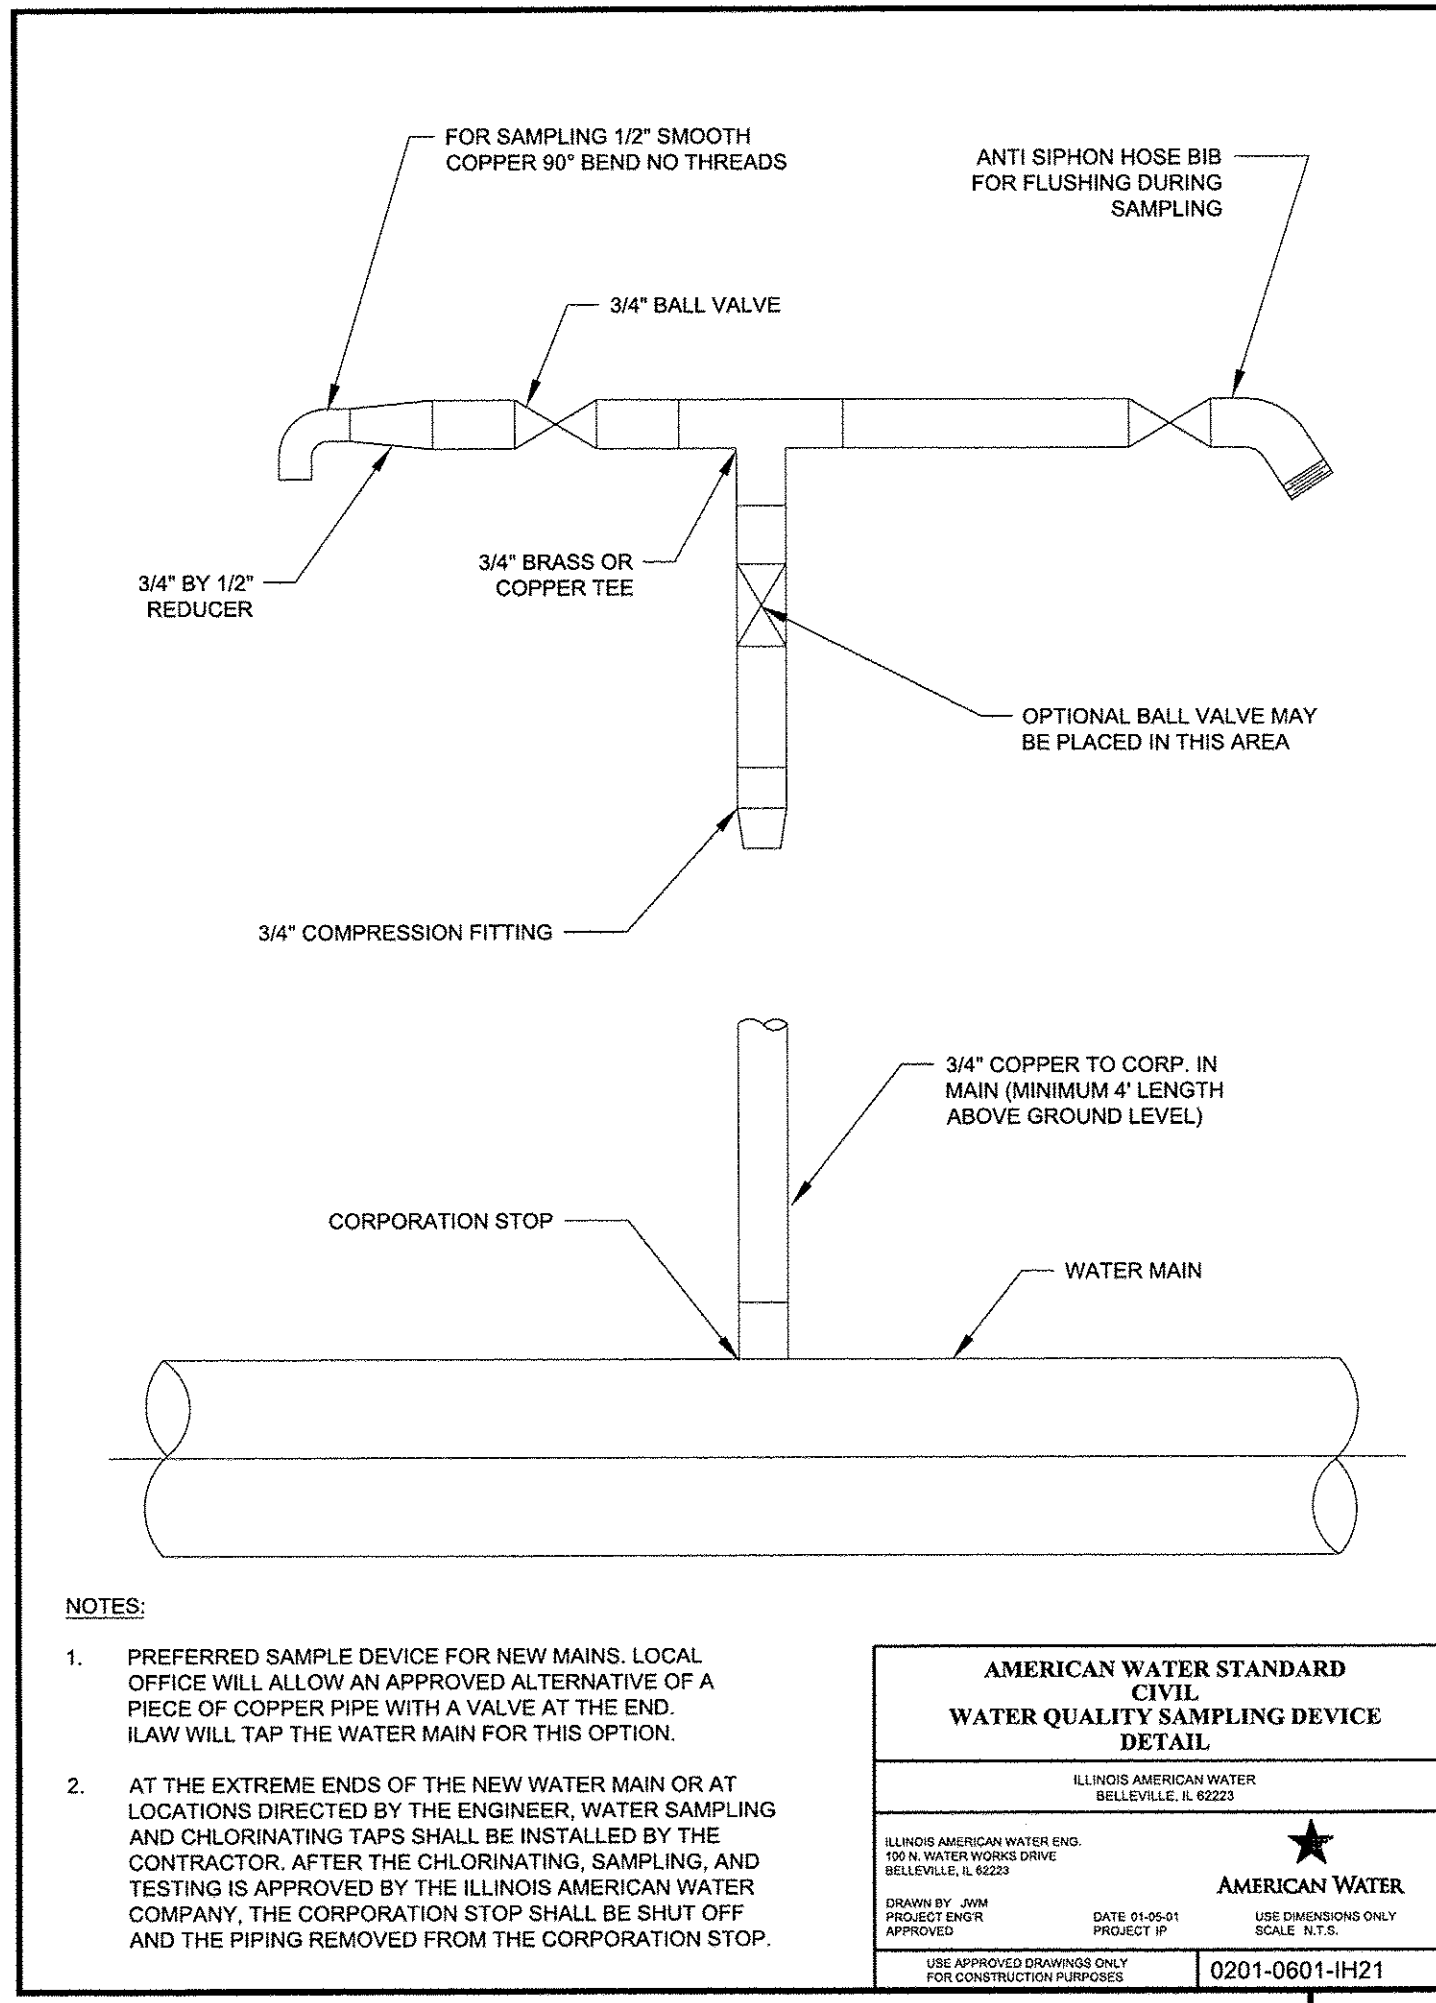 FOR SAMPLING 1/2" SMOOTH
COPPER 90° BEND NO THREADS
ANTI SIPHON HOSE BIB
FOR FLUSHING DURING
SAMPLING
3/4" BALL VALVE
3/4" BY 1/2"
REDUCER
3/4" BRASS OR
COPPER TEE
OPTIONAL BALL VALVE MAY
BE PLACED IN THIS AREA
3/4" COMPRESSION FITTING
3/4" COPPER TO CORP. IN
MAIN (MINIMUM 4' LENGTH
ABOVE GROUND LEVEL)
CORPORATION STOP
WATER MAIN
NOTES:
1. PREFERRED SAMPLE DEVICE FOR NEW MAINS. LOCAL
OFFICE WILL ALLOW AN APPROVED ALTERNATIVE OF A
PIECE OF COPPER PIPE WITH A VALVE AT THE END.
ILAW WILL TAP THE WATER MAIN FOR THIS OPTION.
2. AT THE EXTREME ENDS OF THE NEW WATER MAIN OR AT
LOCATIONS DIRECTED BY THE ENGINEER, WATER SAMPLING
AND CHLORINATING TAPS SHALL BE INSTALLED BY THE
CONTRACTOR. AFTER THE CHLORINATING, SAMPLING, AND
TESTING IS APPROVED BY THE ILLINOIS AMERICAN WATER
COMPANY, THE CORPORATION STOP SHALL BE SHUT OFF
AND THE PIPING REMOVED FROM THE CORPORATION STOP.
AMERICAN WATER STANDARD
CIVIL
WATER QUALITY SAMPLING DEVICE
DETAIL
ILLINOIS AMERICAN WATER
BELLEVILLE, IL 62223
ILLINOIS AMERICAN WATER ENG.
100 N. WATER WORKS DRIVE
BELLEVILLE, IL 62223
AMERICAN WATER
DRAWN BY JWM
PROJECT ENG'R
APPROVED
DATE 01-05-01
PROJECT IP
USE DIMENSIONS ONLY
SCALE N.T.S.
USE APPROVED DRAWINGS ONLY
FOR CONSTRUCTION PURPOSES
0201-0601-IH21